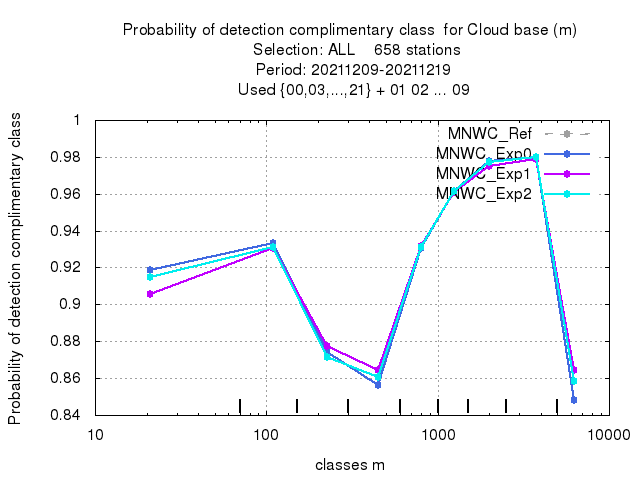 Probability of detection complimentary class  for Cloud base (m)
Selection: ALL    658 stations
Period: 20211209-20211219
Used {00,03,...,21} + 01 02 ... 09
Probability of detection complimentary class
1
0.98
0.96
0.94
0.92
0.9
0.88
0.86
0.84
MNWC_Ref
MNWC_Exp0
MNWC_Exp1
MNWC_Exp2
10 100 1000 10000
classes m